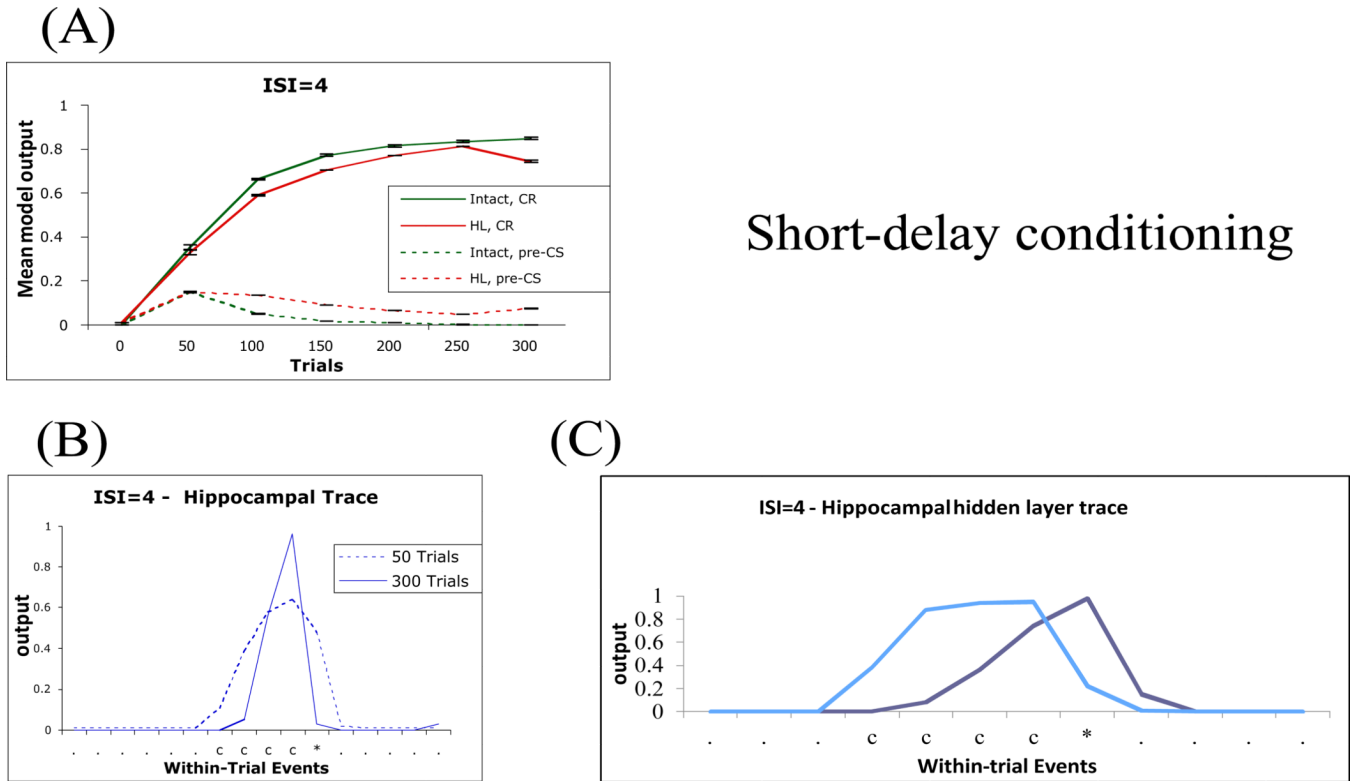 (A)
ISI=4
Mean model output
1
0.8
0.6
0.4
0.2
0
Intact, CR
HL, CR
Intact, pre-CS
HL, pre-CS
0 50 100 150 200 250 300
Trials
Short-delay conditioning
(B)
ISI=4 - Hippocampal Trace
output
1
0.8
0.6
0.4
0.2
0
50 Trials
300 Trials
. . . . . . c c c c * . . . . .
Within-Trial Events
(C)
ISI=4 - Hippocampal hidden layer trace
output
1
0.8
0.6
0.4
0.2
0
. . . c c c c * . . . .
Within-trial Events